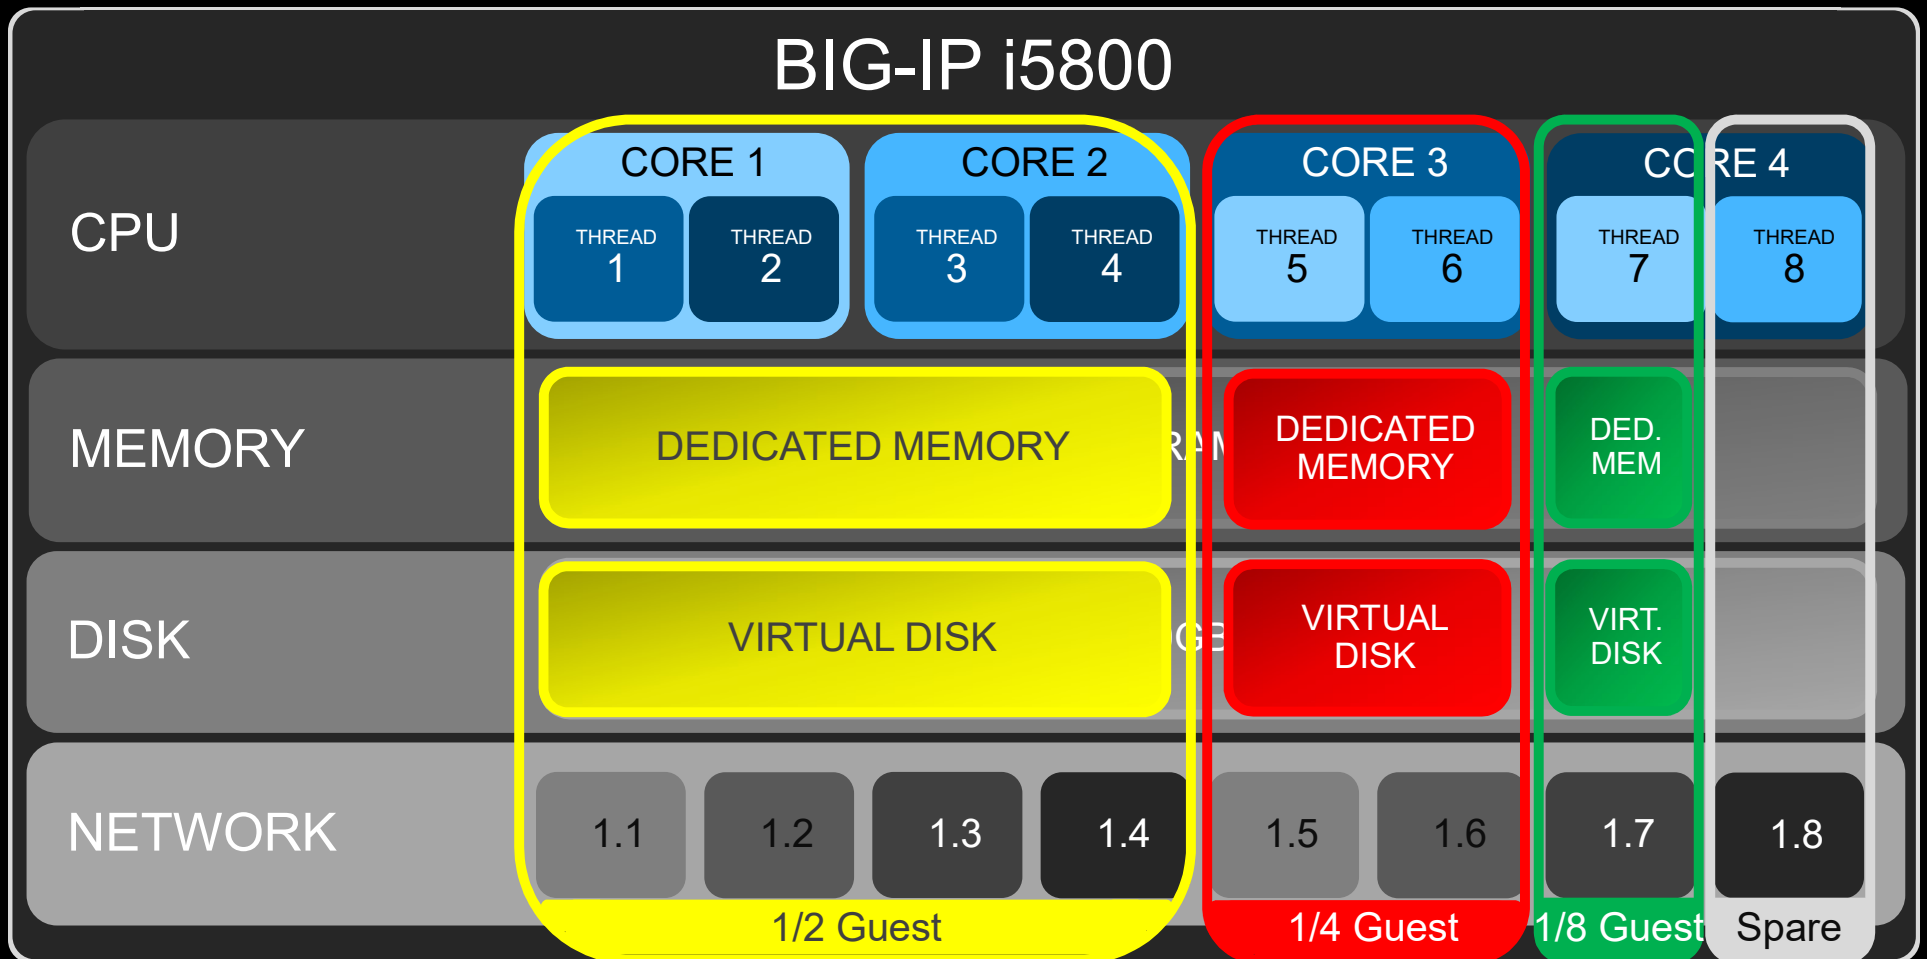 BIG-IP i5800
CPU
CORE 1
CORE 2
CORE 3
CORE 4
THREAD
1
THREAD
2
THREAD
3
THREAD
4
THREAD
5
THREAD
6
THREAD
7
THREAD
8
MEMORY
DEDICATED MEMORY
DEDICATED
MEMORY
DED.
MEM
DISK
VIRTUAL DISK
VIRTUAL
DISK
VIRT.
DISK
NETWORK
1.1
1.2
1.3
1.4
1.5
1.6
1.7
1.8
1/2 Guest
1/4 Guest
1/8 Guest
Spare